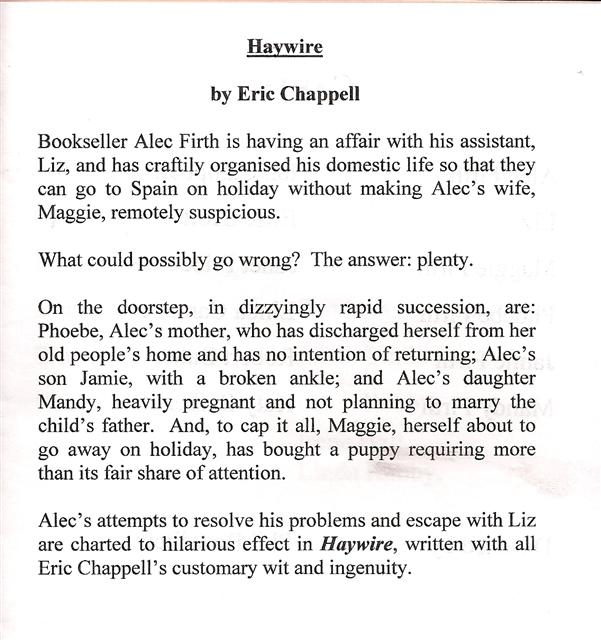 Haywire
by Eric Chappell
Bookseller Alec Firth is having an affair with his assistant,
Liz, and has craftily organised his domestic life so that they
can go to Spain on holiday without making Alec's wife,
Maggie, remotely suspicious.
What could possibly go wrong? The answer: plenty.
On the doorstep, in dizzyingly rapid succession, are:
Phoebe, Alec's mother, who has discharged herself from her
old people's home and has no intention of returning; Alec's
son Jamie, with a broken ankle; and Alec's daughter
Mandy, heavily pregnant and not planning to marry the
child's father. And, to cap it all, Maggie, herself about to
go away on holiday, has bought a puppy requiring more
than its fair share of attention.
Alec's attempts to resolve his problems and escape with Liz
are charted to hilarious effect in Haywire, written with all
Eric Chappell's customary wit and ingenuity.